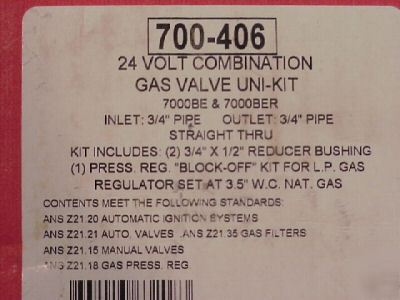 700-406
24 VOLT COMBINATION
GAS VALVE UNI-KIT
7000BE & 7000BER
INLET: 3/4" PIPE OUTLET: 3/4" PIPE
STRAIGHT THRU
KIT INCLUDES: (2) 3/4" X 1/2" REDUCER BUSHING
(1) PRESS. REG. "BLOCK-OFF" KIT FOR L.P. GAS
REGULATOR SET AT 3.5" W.C. NAT. GAS
CONTENTS MEET THE FOLLOWING STANDARDS:
ANS Z21.20 AUTOMATIC IGNITION SYSTEMS
ANS Z21.21 AUTO. VALVES .ANS Z21.35 GAS FILTERS
ANS Z21.15 MANUAL VALVES
ANS Z21.18 GAS PRESS. REG.